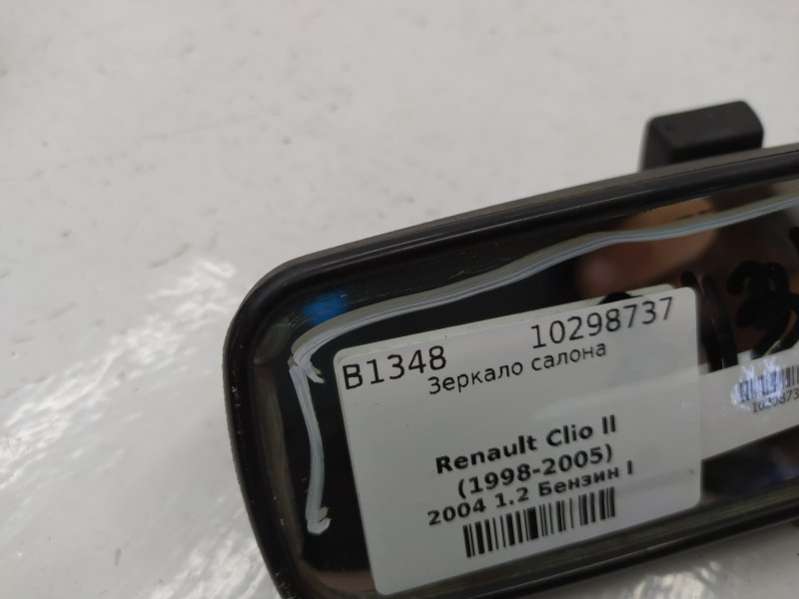 B1348 10298737
Зеркало салона
Renault Clio II
(1998-2005)
2004 1.2 Бензин I